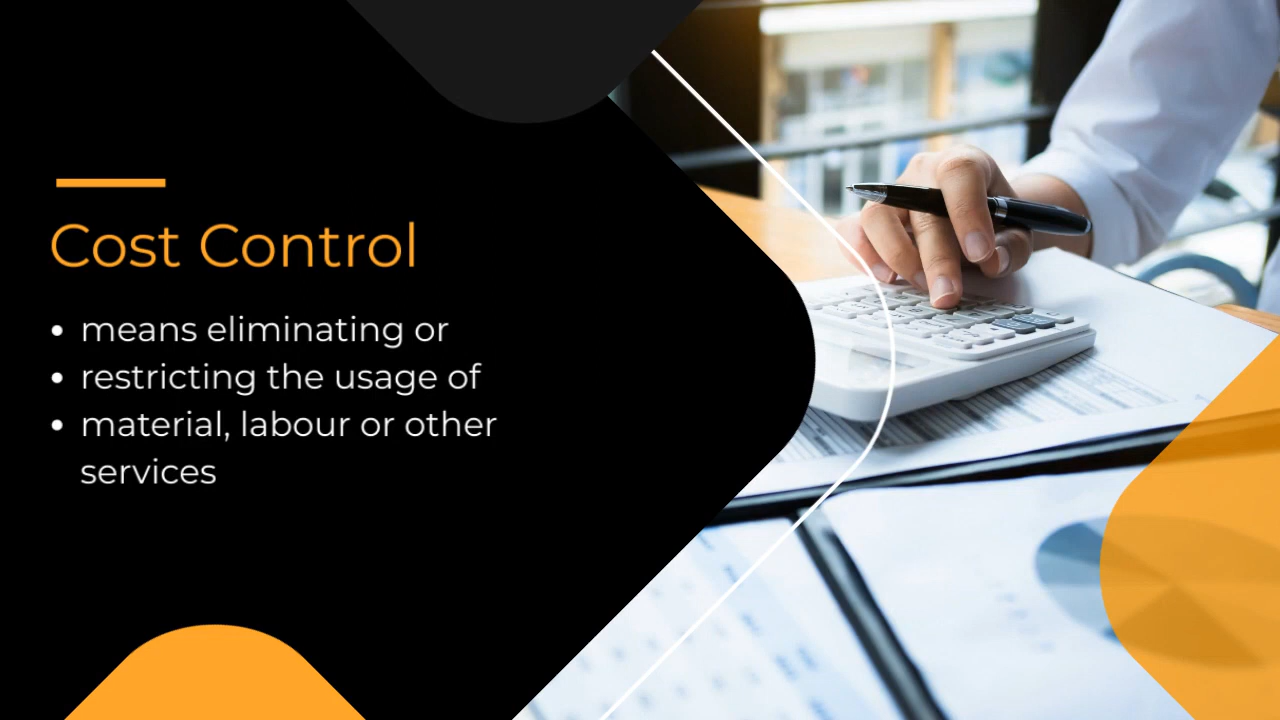 Cost Control
• means eliminating or
• restricting the usage of
• material, labour or other
services